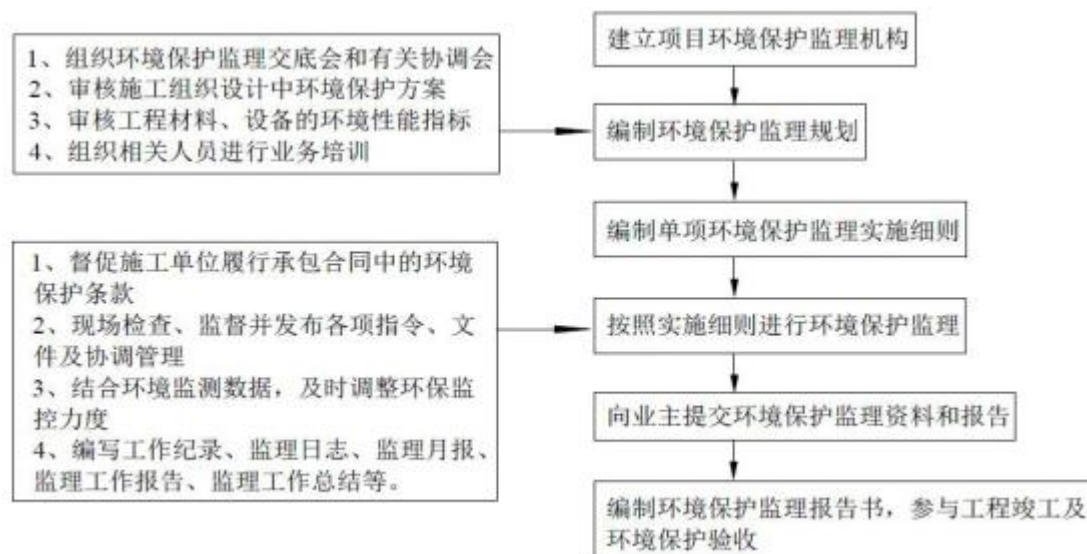 1、组织环境保护监理交底会和有关协调会
2、审核施工组织设计中环境保护方案
3、审核工程材料、设备的环境性能指标
4、组织相关人员进行业务培训
1、督促施工单位履行承包合同中的环境
保护条款
2、现场检查、监督并发布各项指令、文
件及协调管理
3、结合环境监测数据，及时调整环保监
控力度
4、编写工作纪录、监理日志、监理月报、
监理工作报告、监理工作总结等。
建立项目环境保护监理机构
编制环境保护监理规划
编制单项环境保护监理实施细则
按照实施细则进行环境保护监理
向业主提交环境保护监理资料和报告
编制环境保护监理报告书，参与工程竣工及
环境保护验收